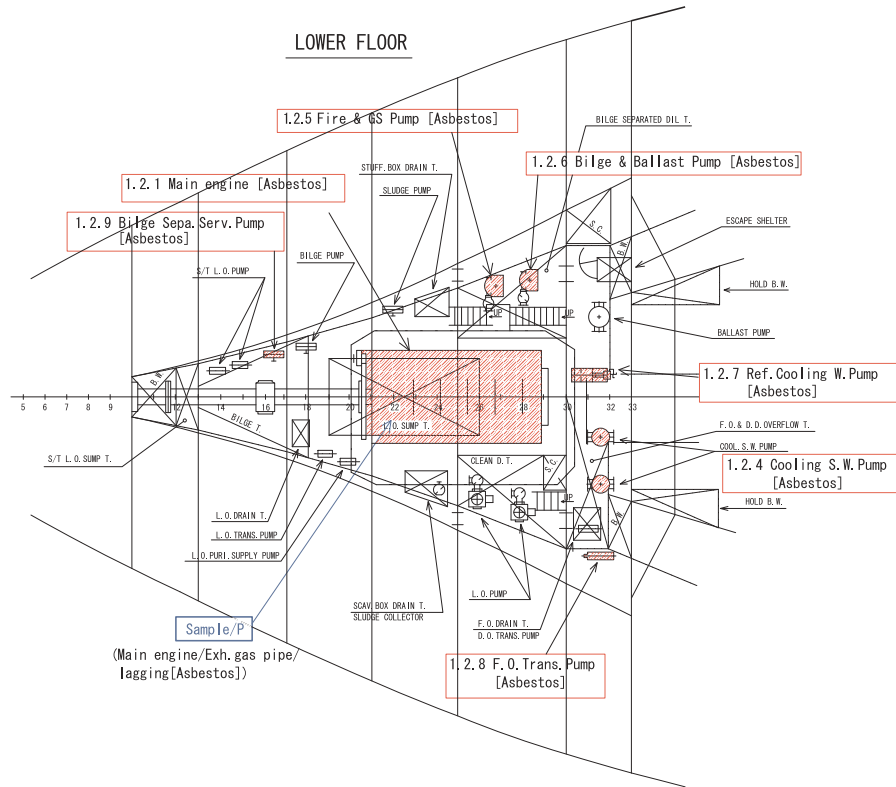 LOWER FLOOR
1.2.5 Fire & GS Pump [Asbestos]
BILGE SEPARATED OIL T.
1.2.6 Bilge & Ballast Pump [Asbestos]
STUFF.BOX DRAIN T.
1.2.1 Main engine [Asbestos]
SLUDGE PUMP
1.2.9 Bilge Sepa.Serv.Pump
[Asbestos]
ESCAPE SHELTER
S.C.
B.W.
BILGE PUMP
S/T L.O.PUMP
HOLD B.W.
UP
UP
BALLAST PUMP
1.2.7 Ref.Cooling W.Pump
[Asbestos]
B.W.
5 6 7 8 9 12 14 16 18 20 22 24 26 28 30 31 32 33
BILGE T.
L/O.SUMP T.
F.O.& D.O.OVERFLOW T.
COOL.S.W.PUMP
S/T L.O.SUMP T.
CLEAN D.T.
S.C.
1.2.4 Cooling S.W.Pump
[Asbestos]
UP
HOLD B.W.
B.W.
L.O.DRAIN T.
L.O.TRANS.PUMP
L.O.PURI.SUPPLY PUMP
L.O.PUMP
SCAV.BOX DRAIN T.
SLUDGE COLLECTOR
F.O.DRAIN T.
D.O.TRANS.PUMP
Sample/P
(Main engine/Exh.gas pipe/
lagging[Asbestos])
1.2.8 F.O.Trans.Pump
[Asbestos]